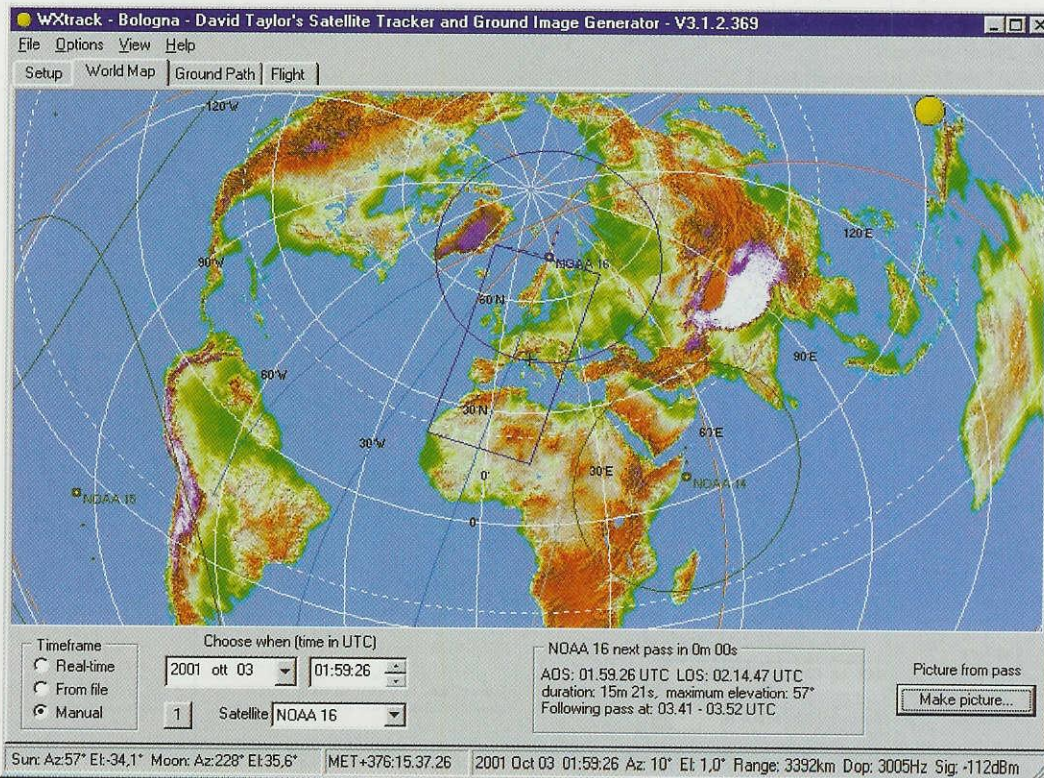 WXtrack - Bologna - David Taylor's Satellite Tracker and Ground Image Generator - V3.1.2.369
File Options View Help
Setup World Map Ground Path Flight
120°W
120°E
90°W
NOAA 16
60°N
90°E
60°W
30°N
60°E
30°W
30°E
0°
NOAA 14
NOAA 15
0°
Timeframe
Real-time
From file
Manual
Choose when (time in UTC)
2001 ott 03 01:59:26
1 Satellite NOAA 16
NOAA 16 next pass in 0m 00s
AOS: 01.59.26 UTC LOS: 02.14.47 UTC
duration: 15m 21s, maximum elevation: 57°
Following pass at: 03.41 - 03.52 UTC
Picture from pass
Make picture...
Sun: Az:57° El:-34,1° Moon: Az:228° El:35,6° MET+376:15.37.26 2001 Oct 03 01:59:26 Az: 10° El: 1,0° Range: 3392km Dop: 3005Hz Sig: -112dBm